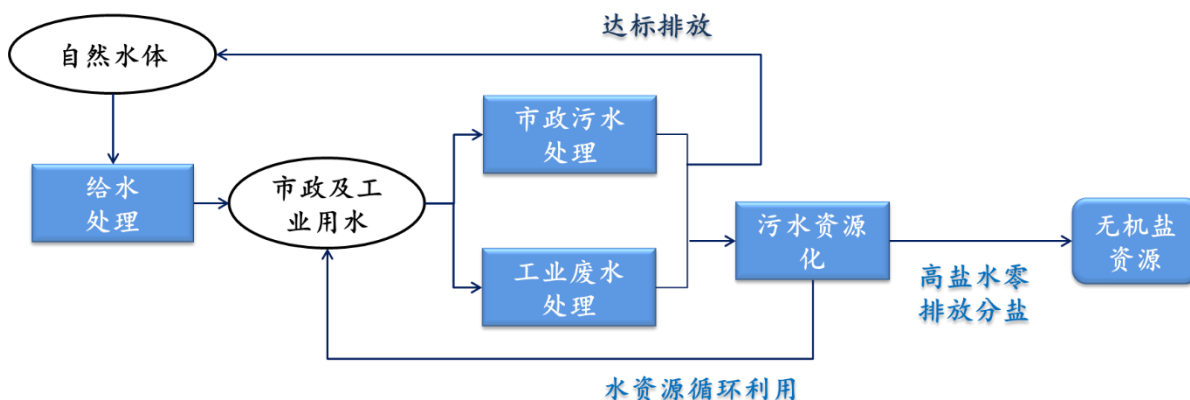 达标排放
自然水体
市政污水
处理
给水
处理
市政及工
业用水
污水资源
化
无机盐
资源
工业废水
处理
高盐水零
排放分盐
水资源循环利用